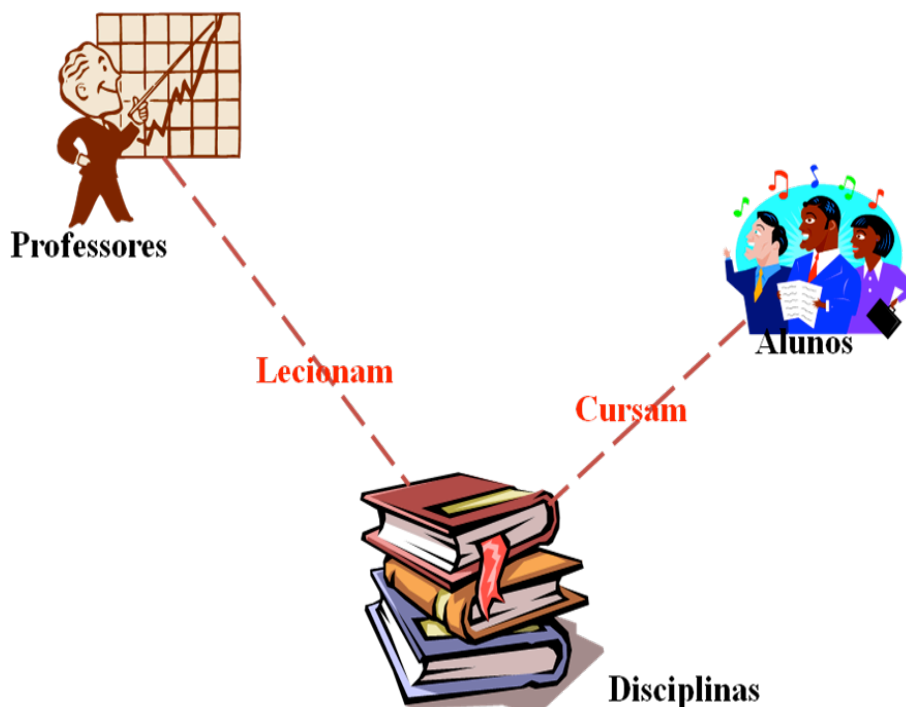 Professores
Alunos
Lecionam
Cursam
Disciplinas